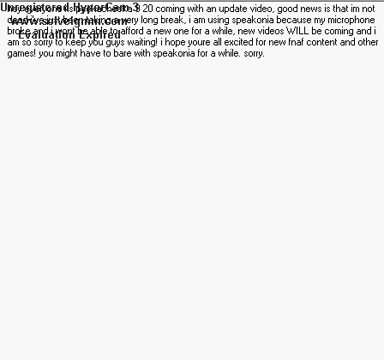 Unregistered HyperCam 3
www.solveigmm.com
Evaluation Expired
20 coming with an update video, good news is that im not
dead, ive just been taking a very long break, i am using speakonia because my microphone
broke and i wont be able to afford a new one for a while, new videos WILL be coming and i
am so sorry to keep you guys waiting! i hope youre all excited for new fnaf content and other
games! you might have to bare with speakonia for a while. sorry.